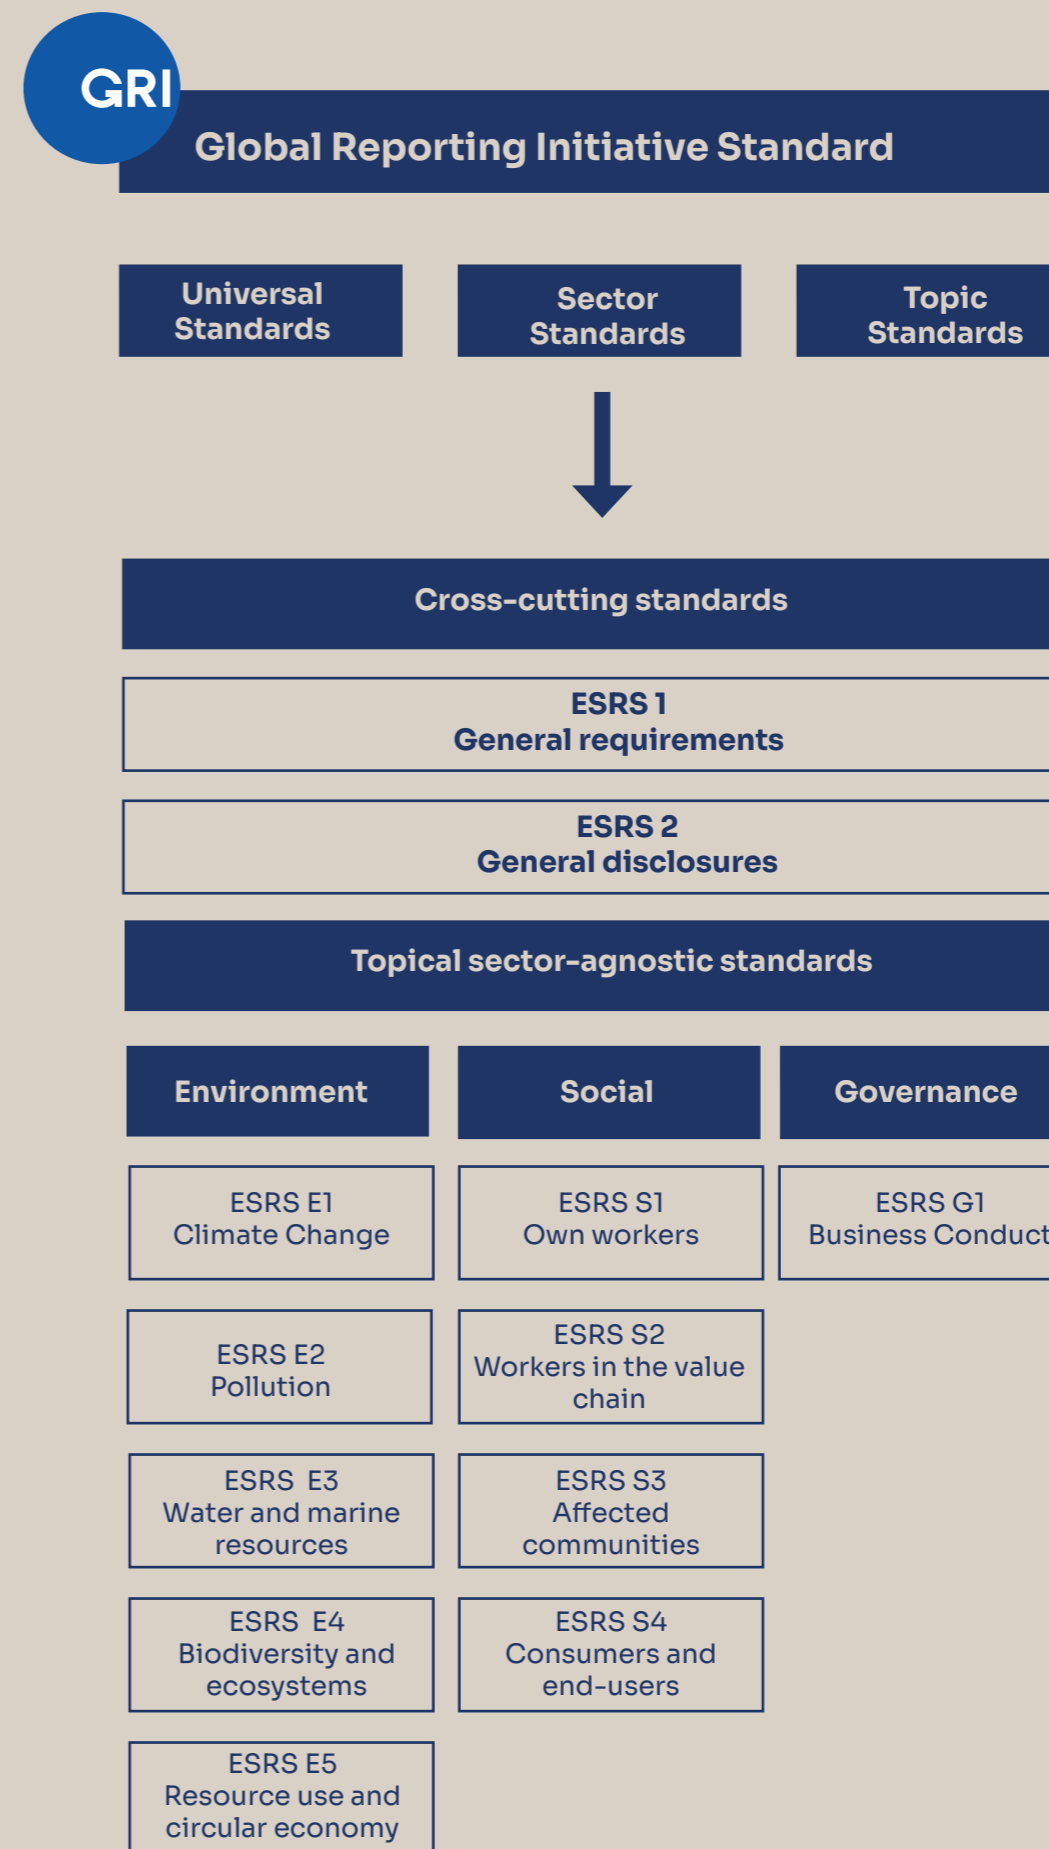 GRI
Global Reporting Initiative Standard
Universal
Standards
Sector
Standards
Topic
Standards
Cross-cutting standards
ESRS 1
General requirements
ESRS 2
General disclosures
Topical sector-agnostic standards
Environment
Social
Governance
ESRS E1
Climate Change
ESRS S1
Own workers
ESRS G1
Business Conduct
ESRS E2
Pollution
ESRS S2
Workers in the value
chain
ESRS E3
Water and marine
resources
ESRS S3
Affected
communities
ESRS E4
Biodiversity and
ecosystems
ESRS S4
Consumers and
end-users
ESRS E5
Resource use and
circular economy